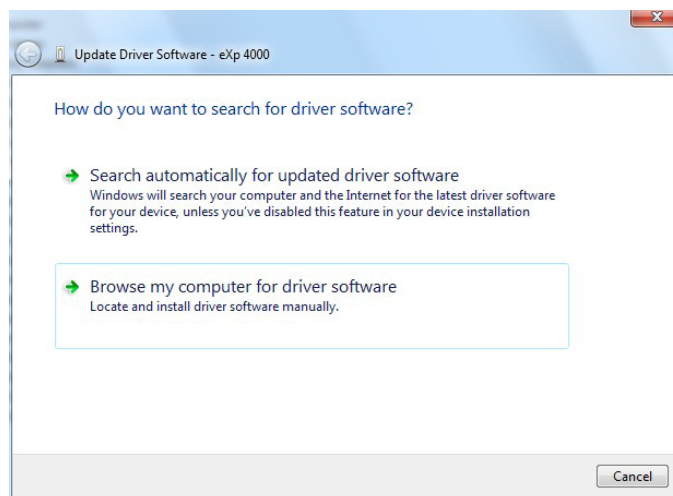 Update Driver Software - eXp 4000
How do you want to search for driver software?
Search automatically for updated driver software
Windows will search your computer and the Internet for the latest driver software
for your device, unless you've disabled this feature in your device installation
settings.
Browse my computer for driver software
Locate and install driver software manually.
Cancel